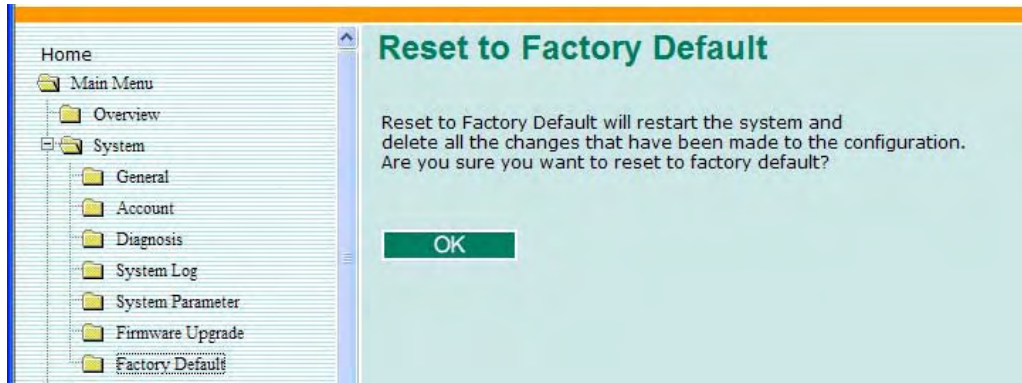 Home
Main Menu
Overview
System
General
Account
Diagnosis
System Log
System Parameter
Firmware Upgrade
Factory Default
Reset to Factory Default
Reset to Factory Default will restart the system and
delete all the changes that have been made to the configuration.
Are you sure you want to reset to factory default?
OK